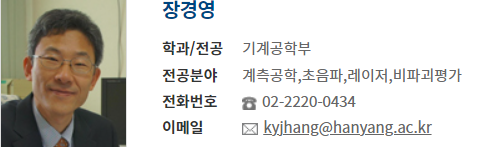 장경영
학과/전공 기계공학부
전공분야 계측공학,초음파,레이저,비파괴평가
전화번호 02-2220-0434
이메일 kyjhang@hanyang.ac.kr